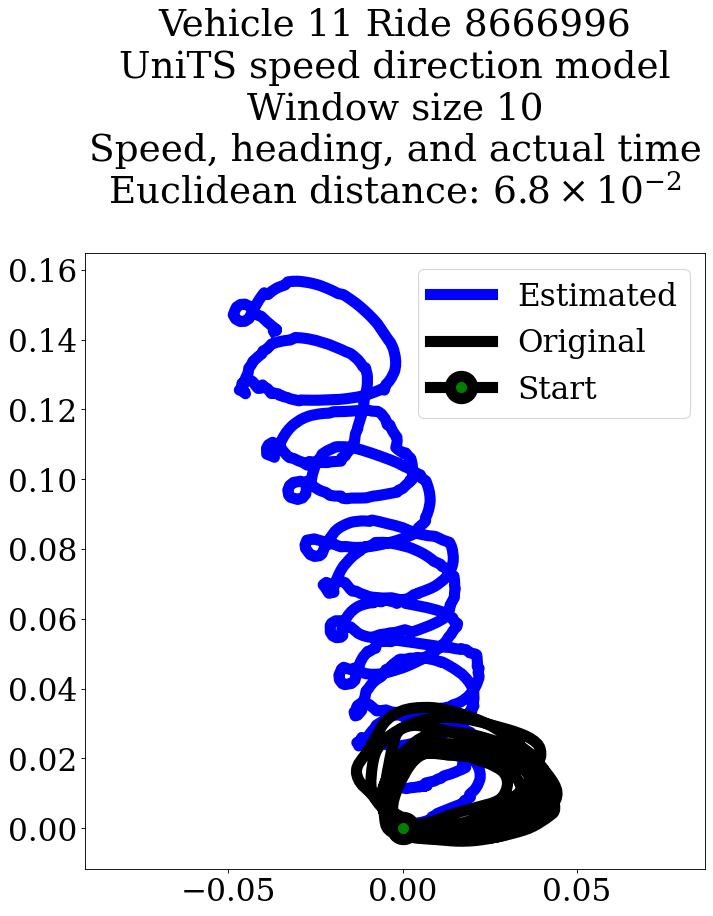 Vehicle 11 Ride 8666996
UniTS speed direction model
Window size 10
Speed, heading, and actual time
Euclidean distance: 6.8 × 10⁻²
0.16
0.14
0.12
0.10
0.08
0.06
0.04
0.02
0.00
Estimated
Original
Start
−0.05 0.00 0.05